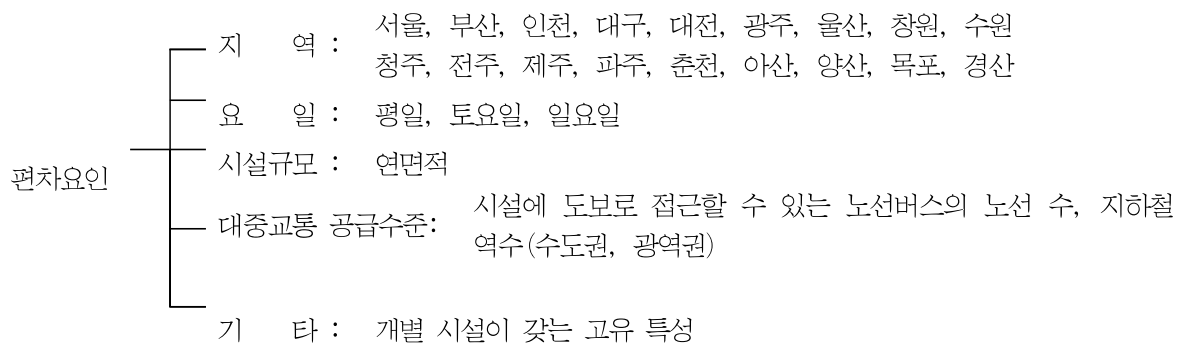 편차요인
지 역 : 서울, 부산, 인천, 대구, 대전, 광주, 울산, 창원, 수원
청주, 전주, 제주, 파주, 춘천, 아산, 양산, 목포, 경산
요 일 : 평일, 토요일, 일요일
시설규모 : 연면적
대중교통 공급수준: 시설에 도보로 접근할 수 있는 노선버스의 노선 수, 지하철
역수(수도권, 광역권)
기 타 : 개별 시설이 갖는 고유 특성